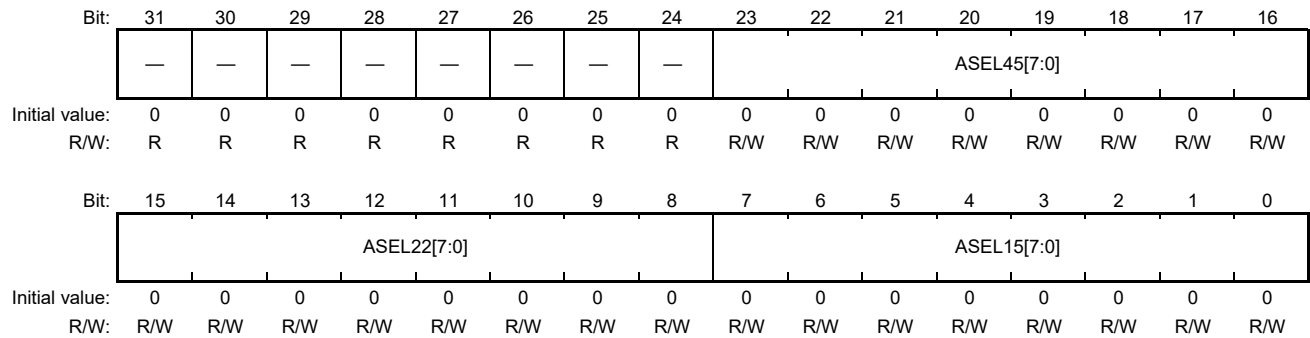 Bit: 31 30 29 28 27 26 25 24 23 22 21 20 19 18 17 16
— — — — — — — — ASEL45[7:0]
Initial value: 0 0 0 0 0 0 0 0 0 0 0 0 0 0 0 0
R/W: R R R R R R R R R/W R/W R/W R/W R/W R/W R/W R/W
Bit: 15 14 13 12 11 10 9 8 7 6 5 4 3 2 1 0
ASEL22[7:0] ASEL15[7:0]
Initial value: 0 0 0 0 0 0 0 0 0 0 0 0 0 0 0 0
R/W: R/W R/W R/W R/W R/W R/W R/W R/W R/W R/W R/W R/W R/W R/W R/W R/W